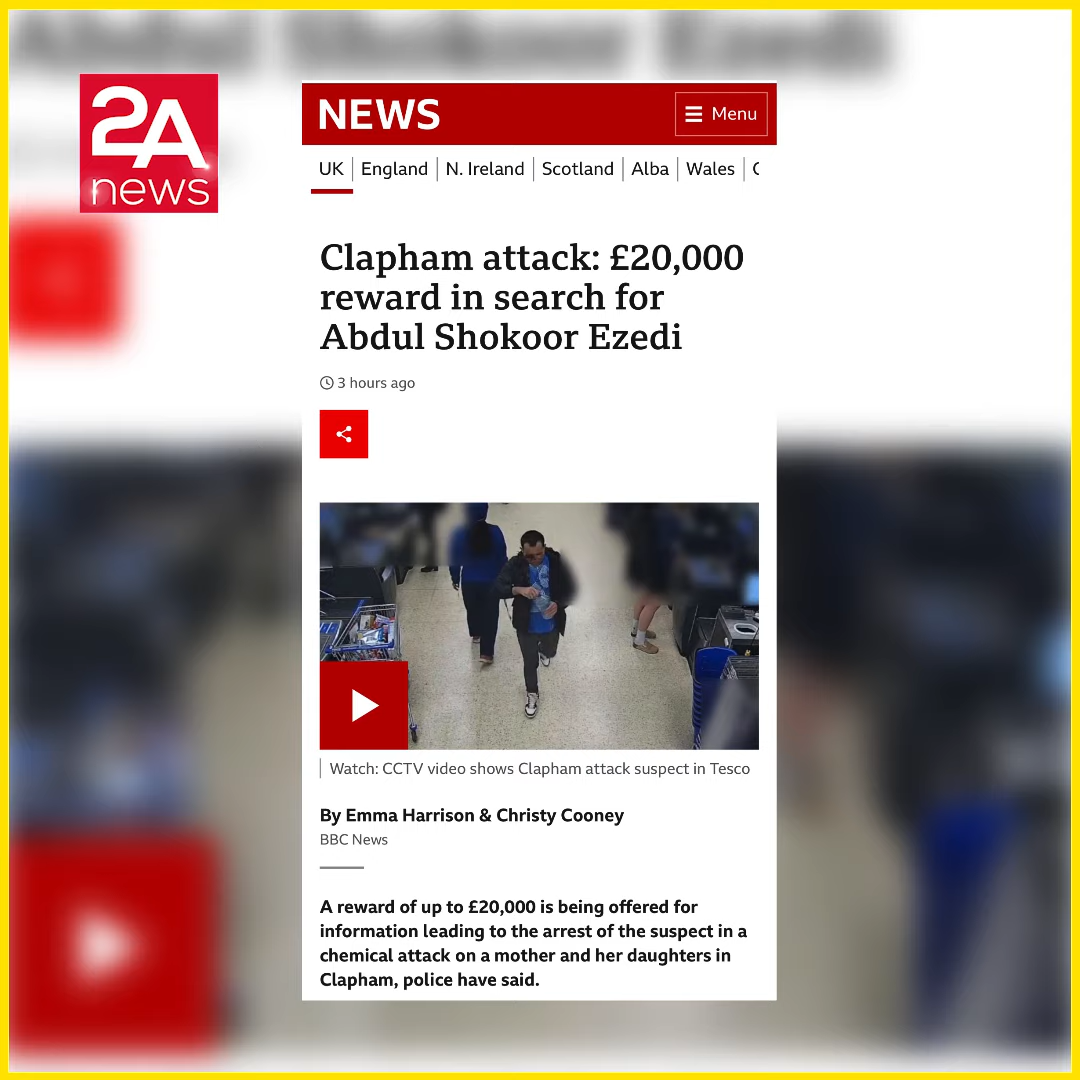 Abdul Shokoor Ezedi
2A
news
NEWS
Menu
UK
England
N. Ireland
Scotland
Alba
Wales
Clapham attack: £20,000
reward in search for
Abdul Shokoor Ezedi
3 hours ago
Watch: CCTV video shows Clapham attack suspect in Tesco
By Emma Harrison & Christy Cooney
BBC News
A reward of up to £20,000 is being offered for
information leading to the arrest of the suspect in a
chemical attack on a mother and her daughters in
Clapham, police have said.